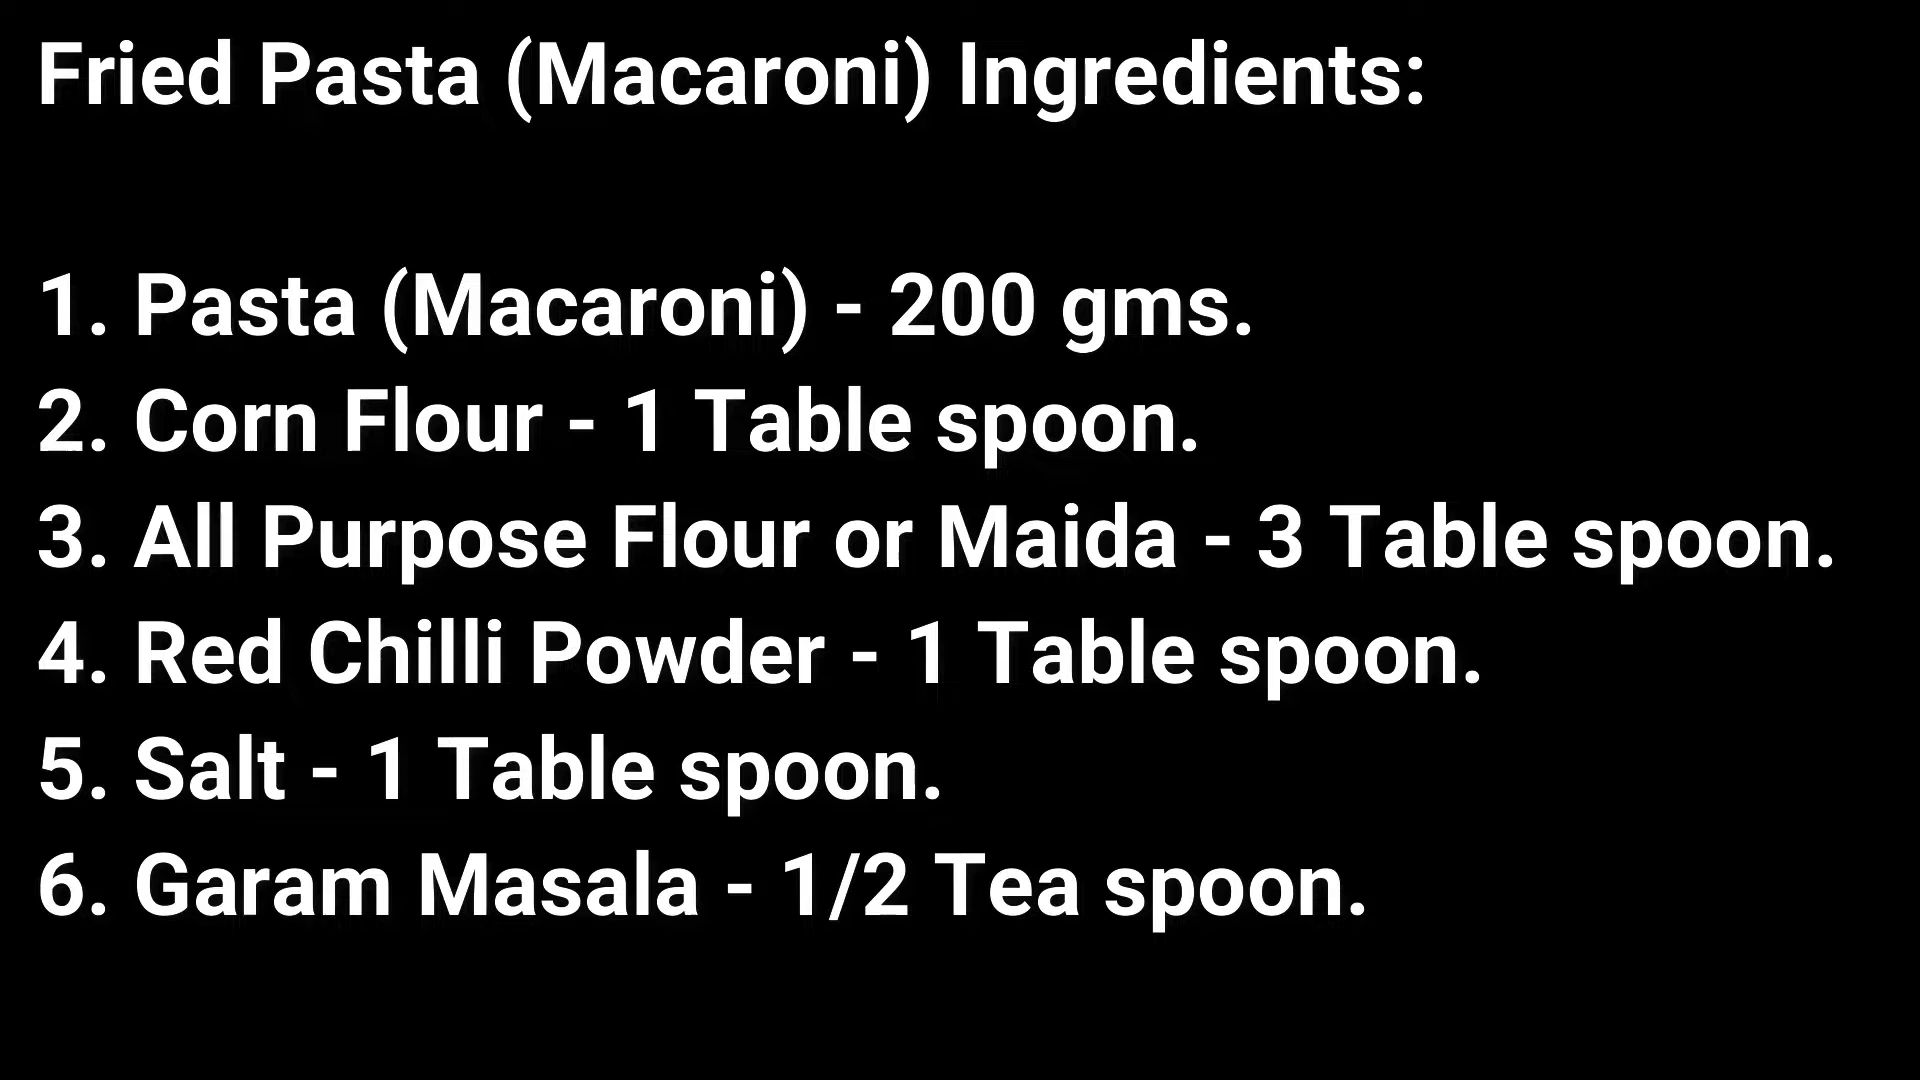 Fried Pasta (Macaroni) Ingredients:
1. Pasta (Macaroni) - 200 gms.
2. Corn Flour - 1 Table spoon.
3. All Purpose Flour or Maida - 3 Table spoon.
4. Red Chilli Powder - 1 Table spoon.
5. Salt - 1 Table spoon.
6. Garam Masala - 1/2 Tea spoon.